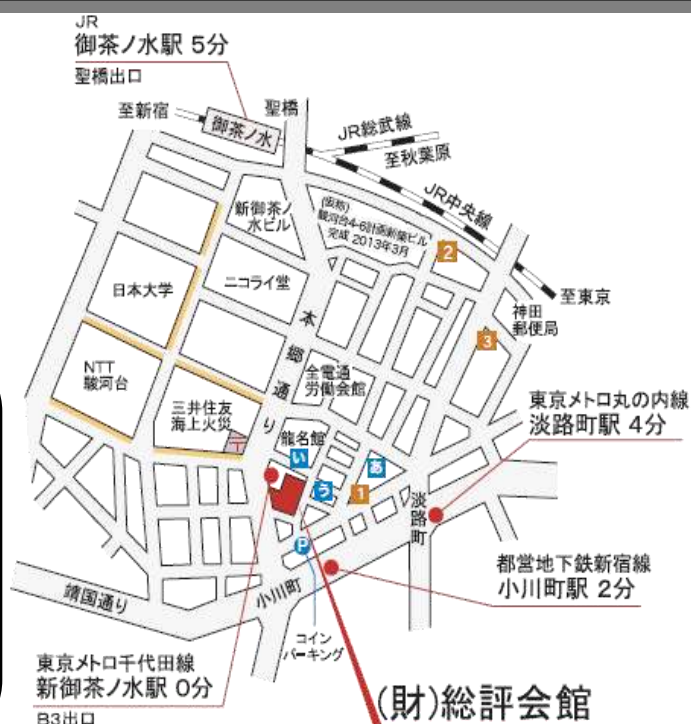 JR
御茶ノ水駅 5分
聖橋出口
至新宿
御茶ノ水
聖橋
JR総武線
至秋葉原
JR中央線
至東京
(仮称)
駿河台4-6計画新築ビル
完成 2013年3月
新御茶ノ
水ビル
2
ニコライ堂
日本大学
神田
郵便局
3
本郷通り
全電通
労働会館
NTT
駿河台
三井住友
海上火災
〒
龍名館
い
あ
う
1
東京メトロ丸の内線
淡路町駅 4分
淡路町
P
都営地下鉄新宿線
小川町駅 2分
小川町
靖国通り
コイン
パーキング
東京メトロ千代田線
新御茶ノ水駅 0分
B3出口
(財)総評会館